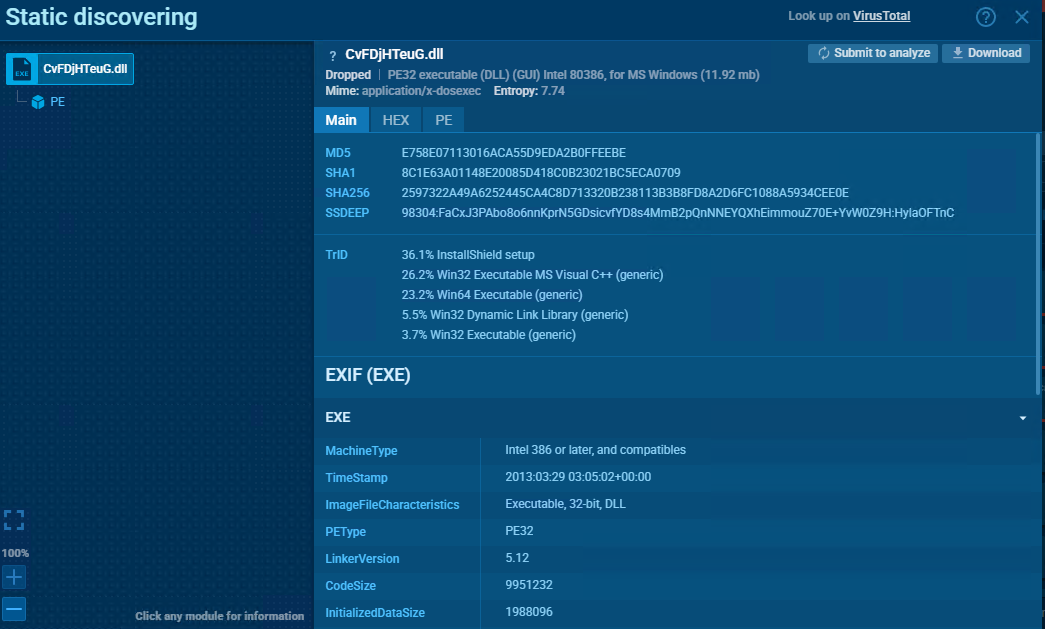 Static discovering
Look up on VirusTotal
?
CvFDjHTeuG.dll
EXE
PE
? CvFDjHTeuG.dll
Submit to analyze
Download
Dropped | PE32 executable (DLL) (GUI) Intel 80386, for MS Windows (11.92 mb)
Mime: application/x-dosexec Entropy: 7.74
Main HEX PE
MD5 E758E07113016ACA55D9EDA2B0FFEEBE
SHA1 8C1E63A01148E20085D418C0B23021BC5ECA0709
SHA256 2597322A49A6252445CA4C8D713320B238113B3B8FD8A2D6FC1088A5934CEE0E
SSDEEP 98304:FaCxJ3PAbo8o6nnKprN5GDsicvfYD8s4MmB2pQnNNEYQXhEimmouZ70E+YvW0Z9H:HylaOFTnC
TrID 36.1% InstallShield setup
26.2% Win32 Executable MS Visual C++ (generic)
23.2% Win64 Executable (generic)
5.5% Win32 Dynamic Link Library (generic)
3.7% Win32 Executable (generic)
EXIF (EXE)
EXE
MachineType Intel 386 or later, and compatibles
TimeStamp 2013:03:29 03:05:02+00:00
ImageFileCharacteristics Executable, 32-bit, DLL
PEType PE32
LinkerVersion 5.12
CodeSize 9951232
InitializedDataSize 1988096
100%
Click any module for information